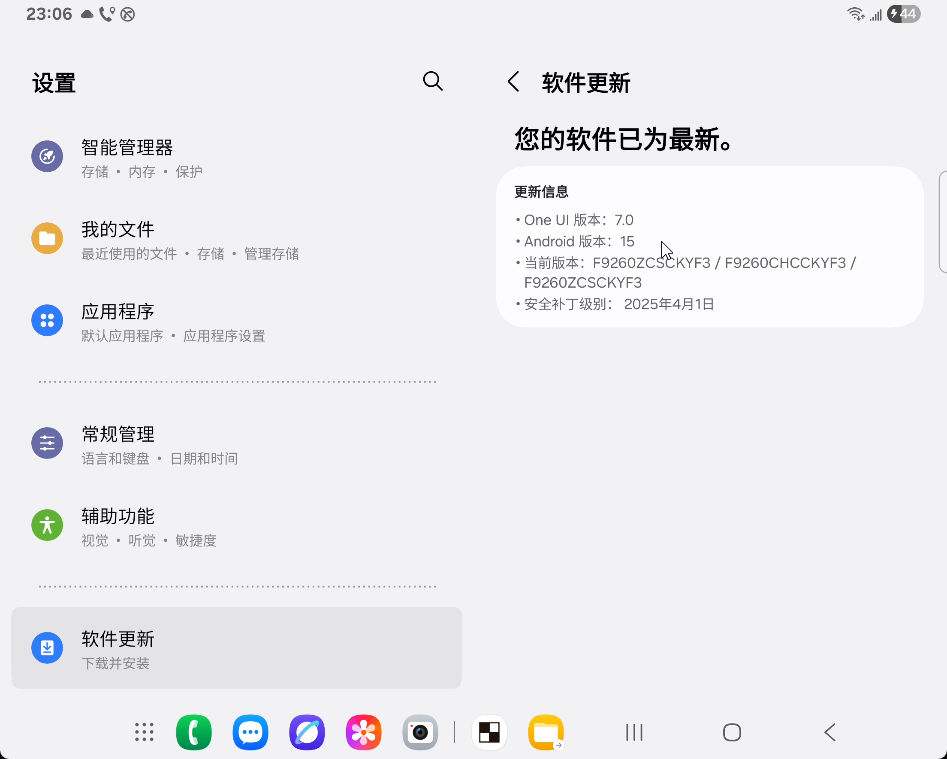 23:06
44
设置
智能管理器
存储 • 内存 • 保护
我的文件
最近使用的文件 • 存储 • 管理存储
应用程序
默认应用程序 • 应用程序设置
常规管理
语言和键盘 • 日期和时间
辅助功能
视觉 • 听觉 • 敏捷度
软件更新
下载并安装
软件更新
您的软件已为最新。
更新信息
• One UI 版本：7.0
• Android 版本：15
• 当前版本：F9260ZCSCKYF3 / F9260CHCCKYF3 /
F9260ZCSCKYF3
• 安全补丁级别： 2025年4月1日